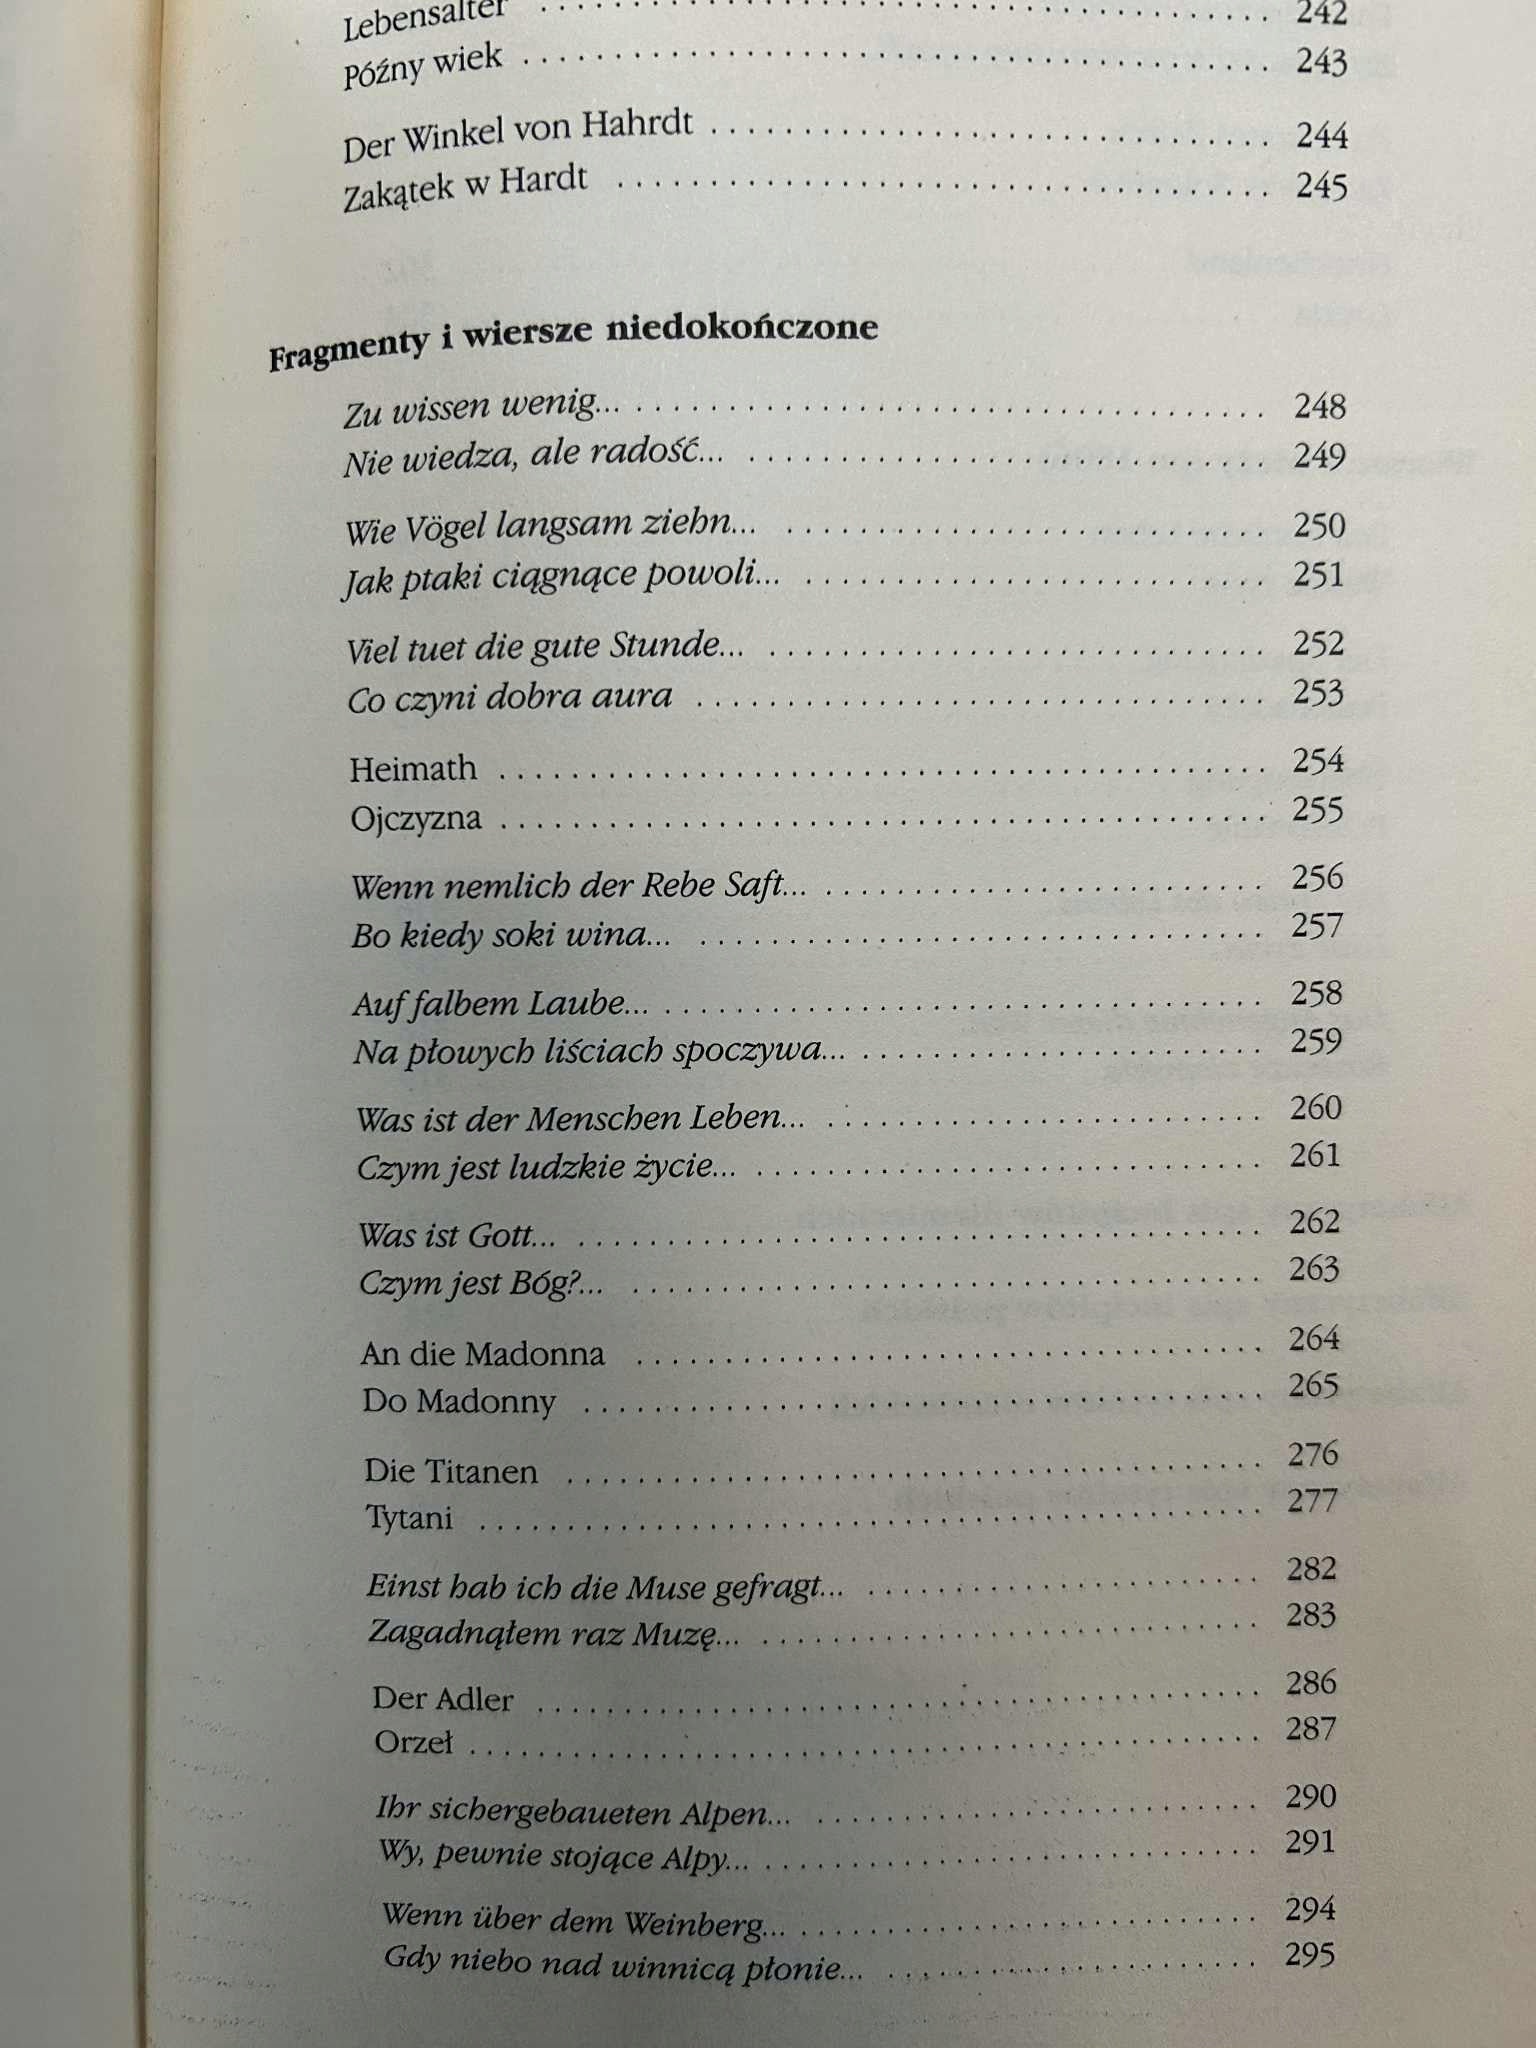 Lebensalter . . . . . . . . . . . . . . . . . . . . 242
Późny wiek . . . . . . . . . . . . . . . . . . . . 243
Der Winkel von Hahrdt . . . . . . . . . . . . . . . . . . . . 244
Zakątek w Hardt . . . . . . . . . . . . . . . . . . . . 245
Fragmenty i wiersze niedokończone
Zu wissen wenig... . . . . . . . . . . . . . . . . . . . . 248
Nie wiedza, ale radość... . . . . . . . . . . . . . . . . . . . . 249
Wie Vögel langsam ziehn... . . . . . . . . . . . . . . . . . . . . 250
Jak ptaki ciągnące powoli... . . . . . . . . . . . . . . . . . . . . 251
Viel tuet die gute Stunde... . . . . . . . . . . . . . . . . . . . . 252
Co czyni dobra aura . . . . . . . . . . . . . . . . . . . . 253
Heimath . . . . . . . . . . . . . . . . . . . . 254
Ojczyzna . . . . . . . . . . . . . . . . . . . . 255
Wenn nemlich der Rebe Saft... . . . . . . . . . . . . . . . . . . . . 256
Bo kiedy soki wina... . . . . . . . . . . . . . . . . . . . . 257
Auf falbem Laube... . . . . . . . . . . . . . . . . . . . . 258
Na płowych liściach spoczywa... . . . . . . . . . . . . . . . . . . . . 259
Was ist der Menschen Leben... . . . . . . . . . . . . . . . . . . . . 260
Czym jest ludzkie życie... . . . . . . . . . . . . . . . . . . . . 261
Was ist Gott... . . . . . . . . . . . . . . . . . . . . 262
Czym jest Bóg?... . . . . . . . . . . . . . . . . . . . . 263
An die Madonna . . . . . . . . . . . . . . . . . . . . 264
Do Madonny . . . . . . . . . . . . . . . . . . . . 265
Die Titanen . . . . . . . . . . . . . . . . . . . . 276
Tytani . . . . . . . . . . . . . . . . . . . . 277
Einst hab ich die Muse gefragt... . . . . . . . . . . . . . . . . . . . . 282
Zagadnąłem raz Muzę... . . . . . . . . . . . . . . . . . . . . 283
Der Adler . . . . . . . . . . . . . . . . . . . . 286
Orzeł . . . . . . . . . . . . . . . . . . . . 287
Ihr sichergebaueten Alpen... . . . . . . . . . . . . . . . . . . . . 290
Wy, pewnie stojące Alpy... . . . . . . . . . . . . . . . . . . . . 291
Wenn über dem Weinberg... . . . . . . . . . . . . . . . . . . . . 294
Gdy niebo nad winnicą płonie... . . . . . . . . . . . . . . . . . . . . 295